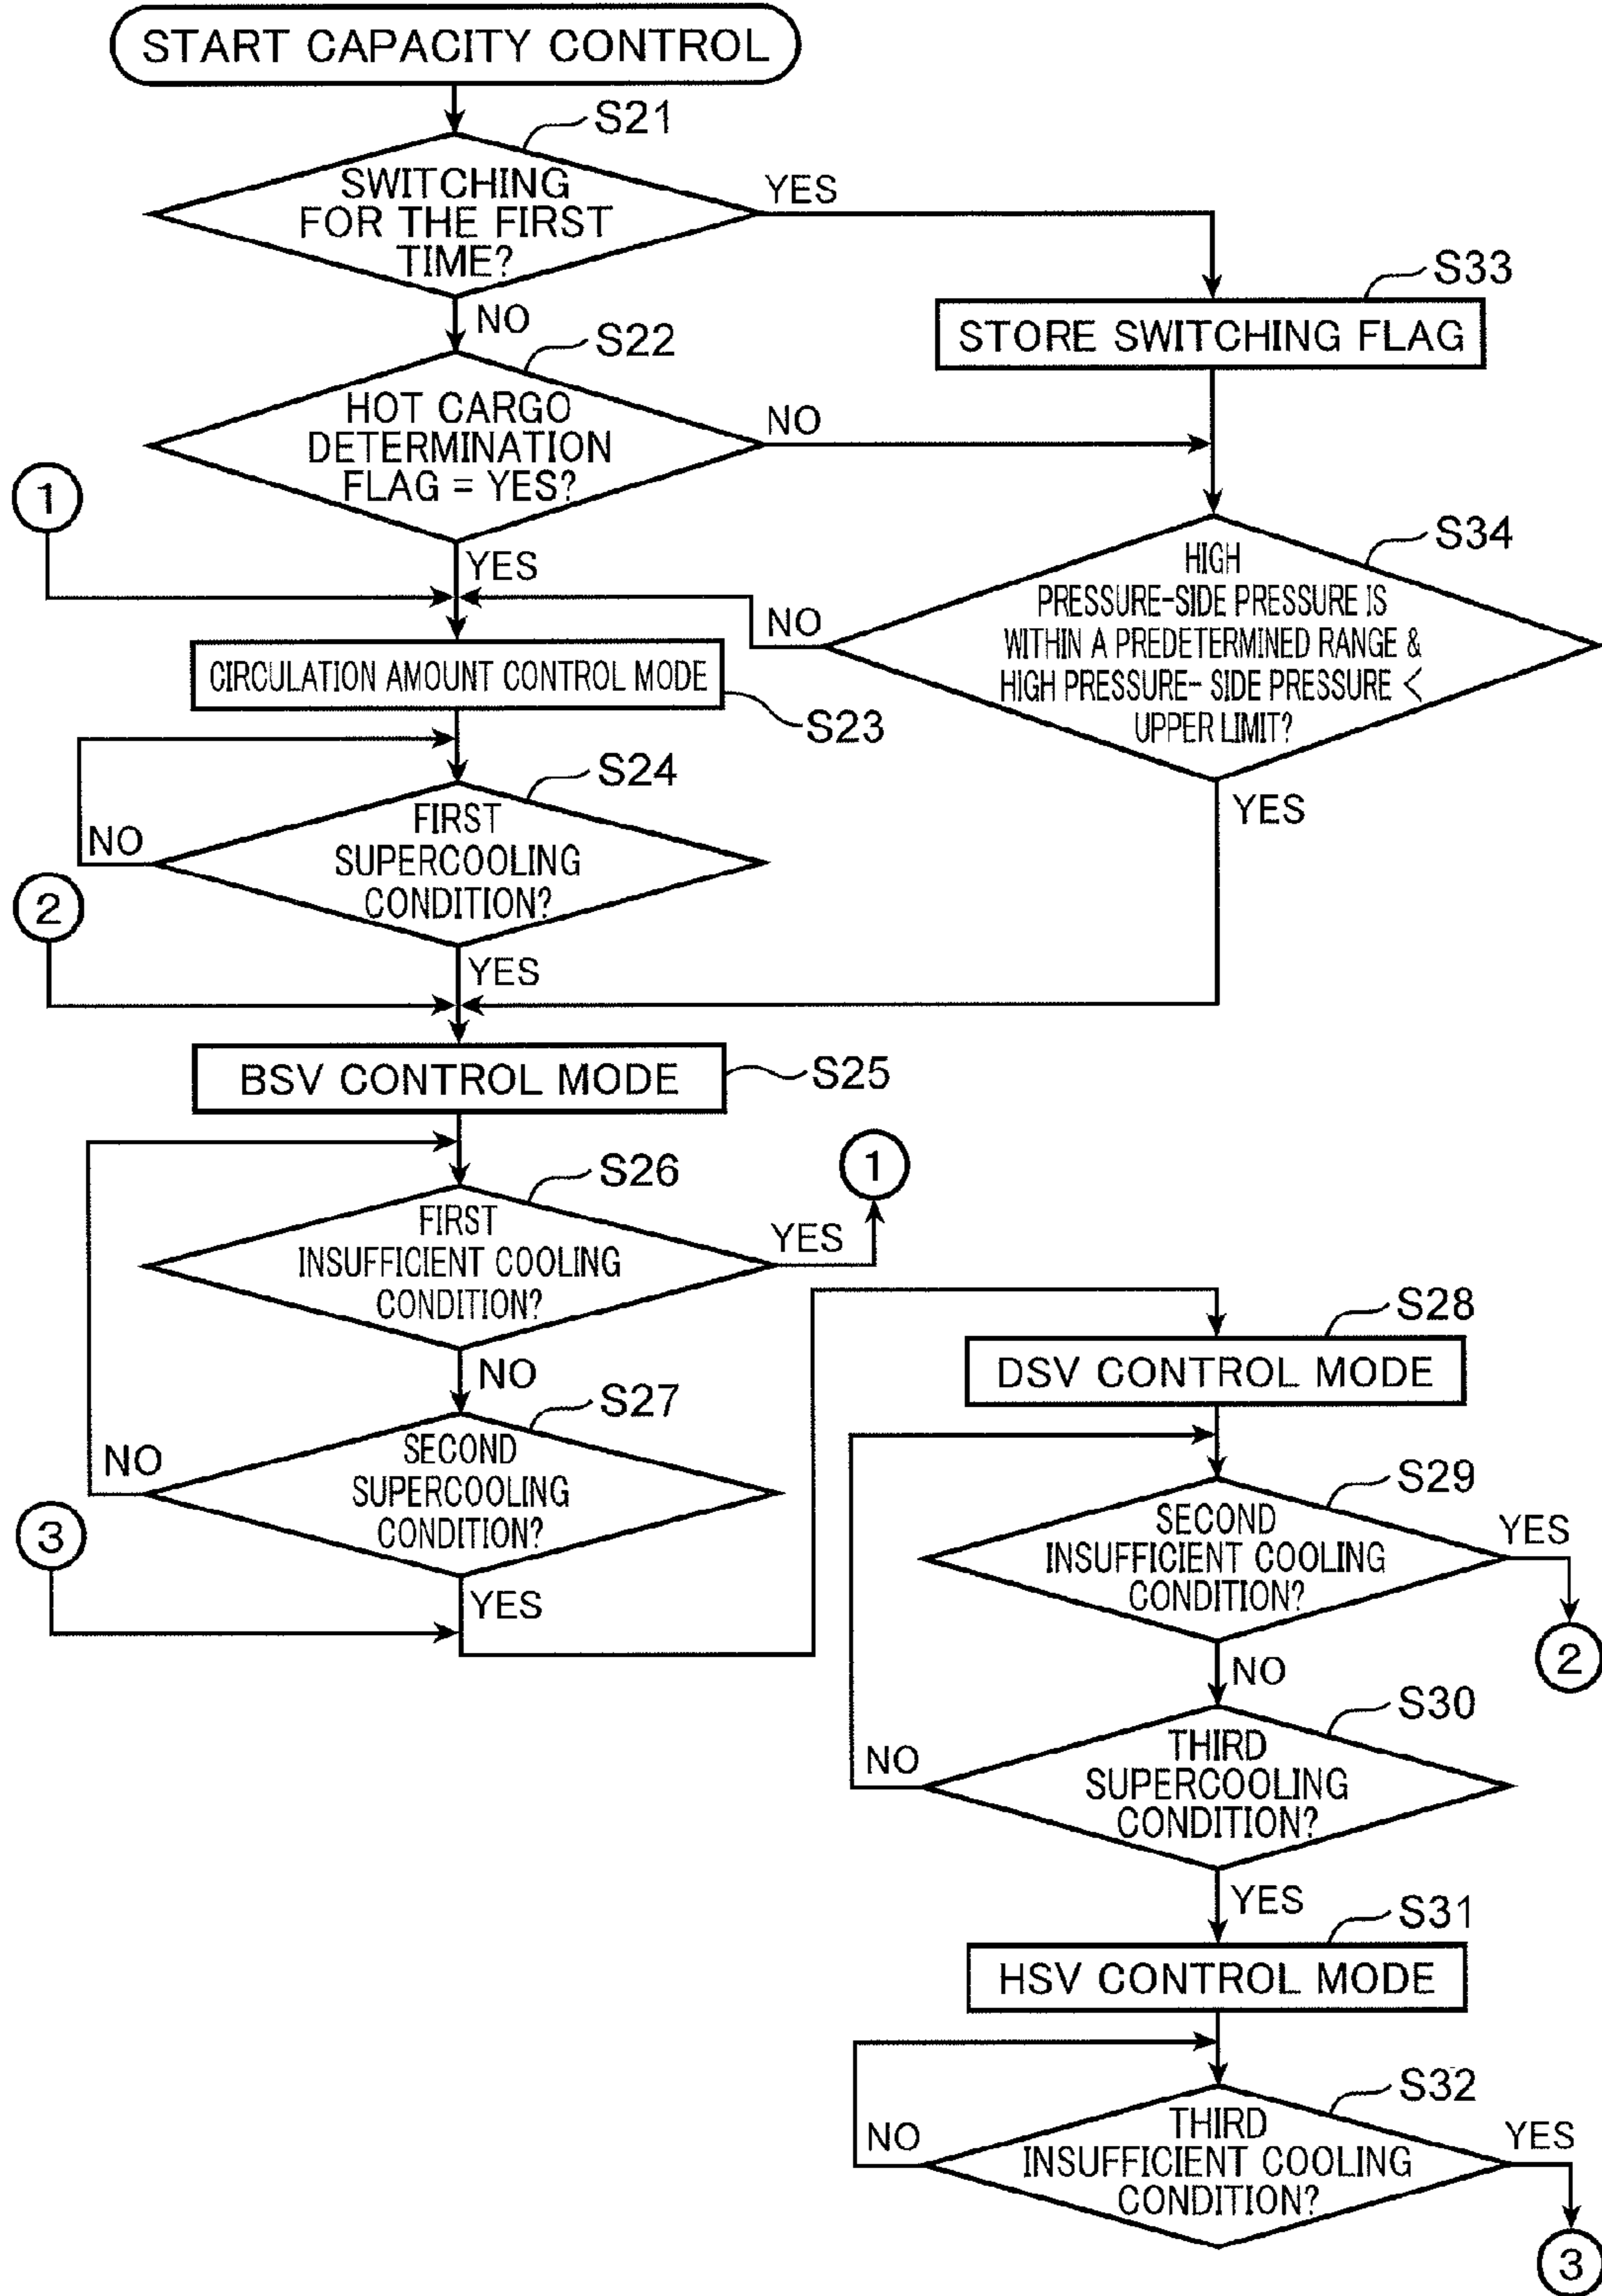 START CAPACITY CONTROL
S21
SWITCHING
FOR THE FIRST
TIME?
YES
NO
S33
STORE SWITCHING FLAG
S22
HOT CARGO
DETERMINATION
FLAG = YES?
NO
YES
1
S34
HIGH
PRESSURE-SIDE PRESSURE IS
WITHIN A PREDETERMINED RANGE &
HIGH PRESSURE- SIDE PRESSURE <
UPPER LIMIT?
NO
YES
CIRCULATION AMOUNT CONTROL MODE
S23
S24
FIRST
SUPERCOOLING
CONDITION?
NO
YES
2
BSV CONTROL MODE
S25
S26
FIRST
INSUFFICIENT COOLING
CONDITION?
YES
1
NO
S27
SECOND
SUPERCOOLING
CONDITION?
NO
YES
3
S28
DSV CONTROL MODE
S29
SECOND
INSUFFICIENT COOLING
CONDITION?
YES
2
NO
S30
THIRD
SUPERCOOLING
CONDITION?
NO
YES
S31
HSV CONTROL MODE
S32
THIRD
INSUFFICIENT COOLING
CONDITION?
NO
YES
3